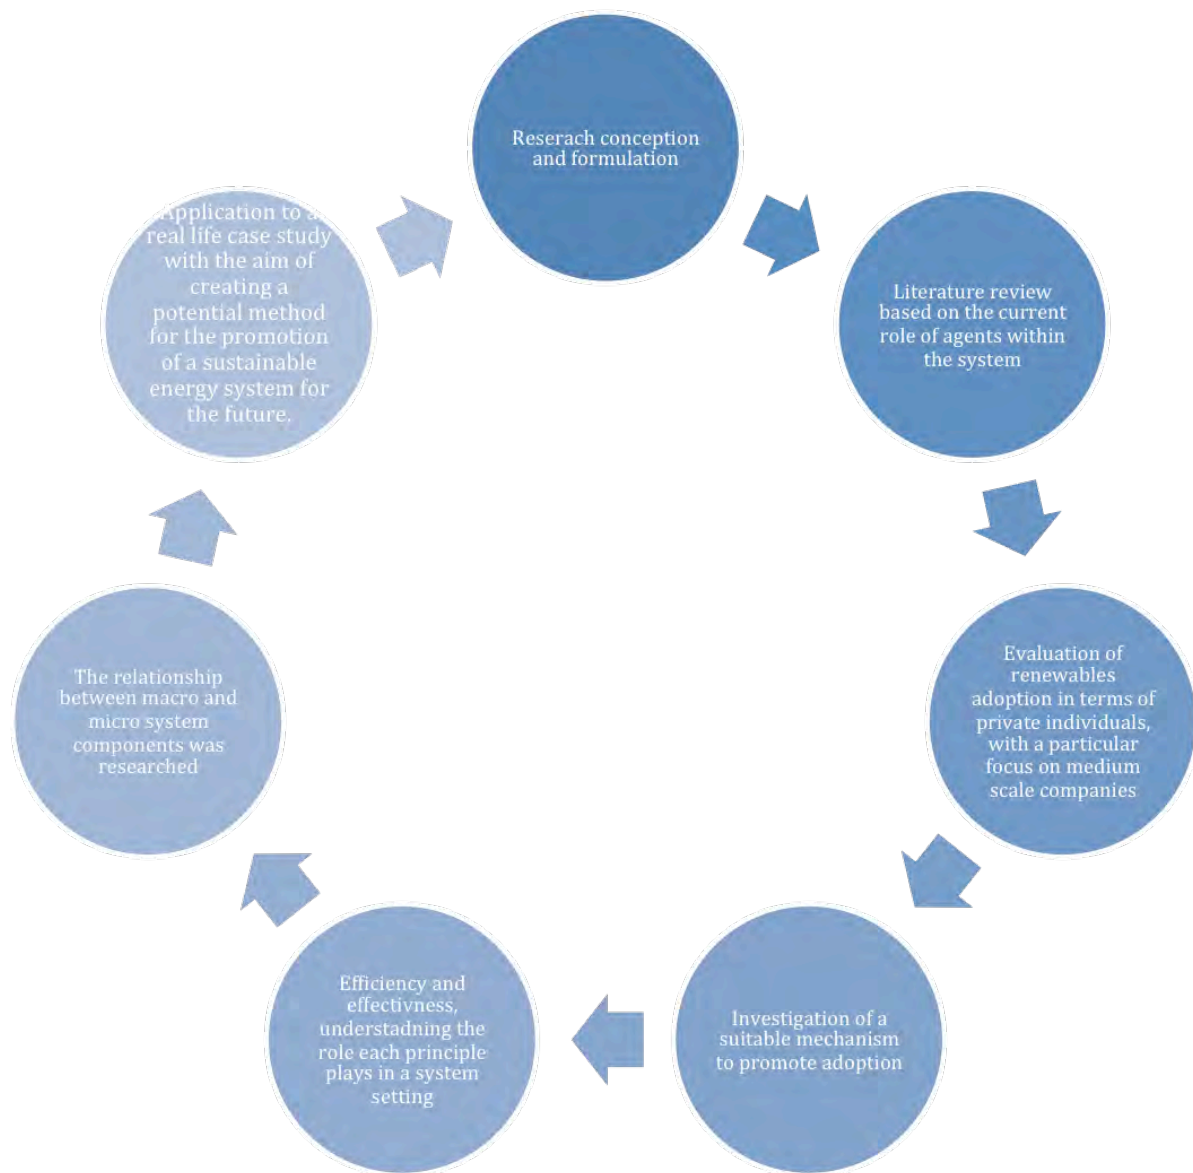 Reserach conception
and formulation
Literature review
based on the current
role of agents within
the system
Evaluation of
renewables
adoption in terms of
private individuals,
with a particular
focus on medium
scale companies
Investigation of a
suitable mechanism
to promote adoption
Efficiency and
effectivness,
understadning the
role each principle
plays in a system
setting
The relationship
between macro and
micro system
components was
researched
Application to a
real life case study
with the aim of
creating a
potential method
for the promotion
of a sustainable
energy system for
the future.